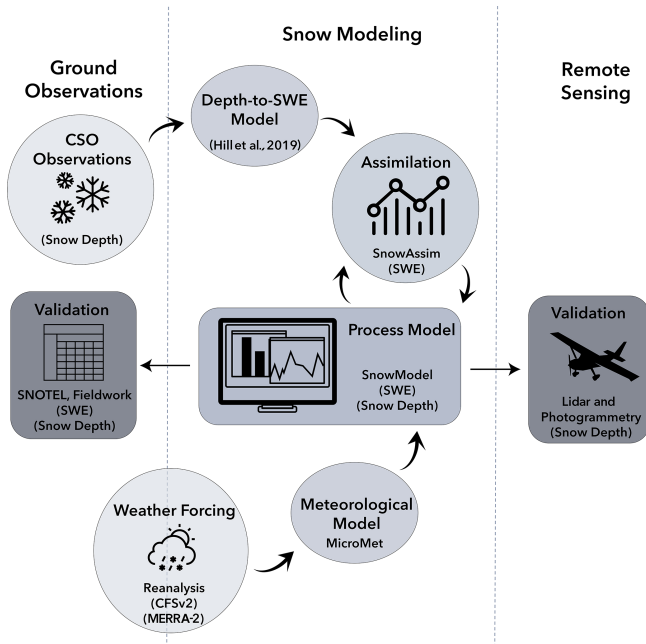 Snow Modeling
Ground
Observations
Remote
Sensing
CSO
Observations
(Snow Depth)
Depth-to-SWE
Model
(Hill et al., 2019)
Assimilation
SnowAssim
(SWE)
Validation
SNOTEL, Fieldwork
(SWE)
(Snow Depth)
Process Model
SnowModel
(SWE)
(Snow Depth)
Validation
Lidar and
Photogrammetry
(Snow Depth)
Weather Forcing
Reanalysis
(CFSv2)
(MERRA-2)
Meteorological
Model
MicroMet